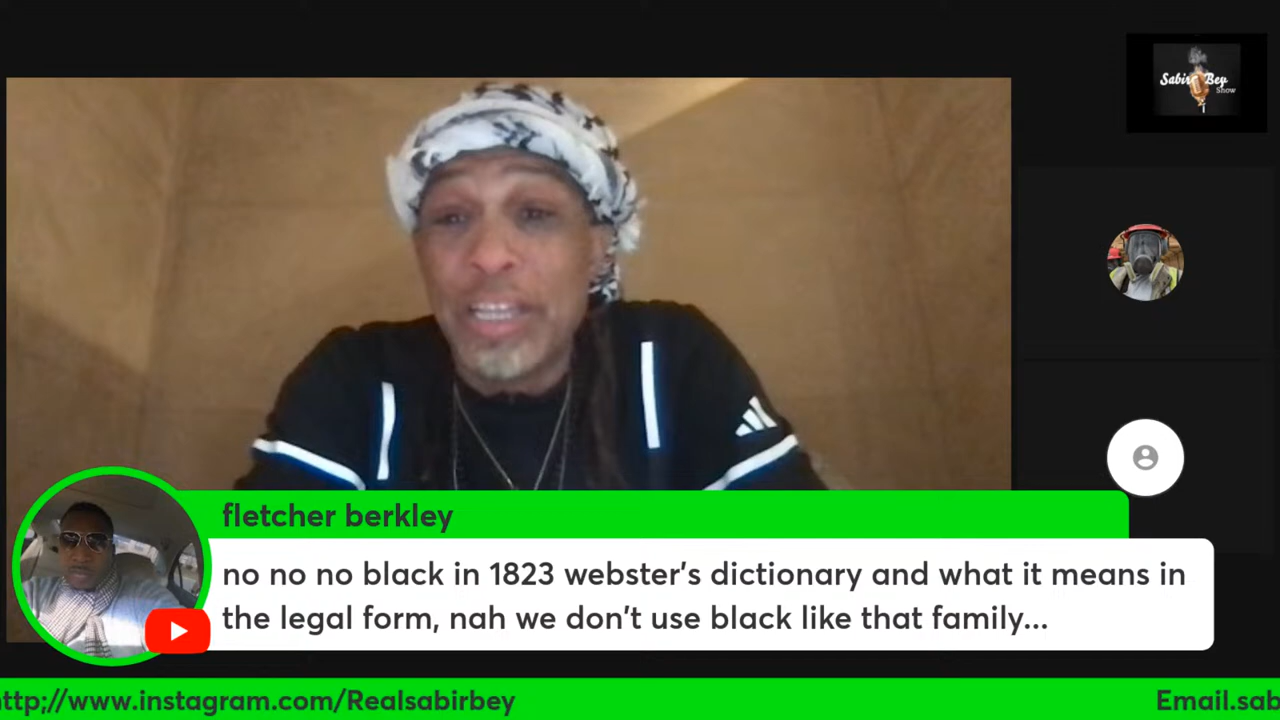 Sabir Bey
Show
fletcher berkley
no no no black in 1823 webster's dictionary and what it means in
the legal form, nah we don't use black like that family...
ttp;//www.instagram.com/Realsabirbey
Email.sab